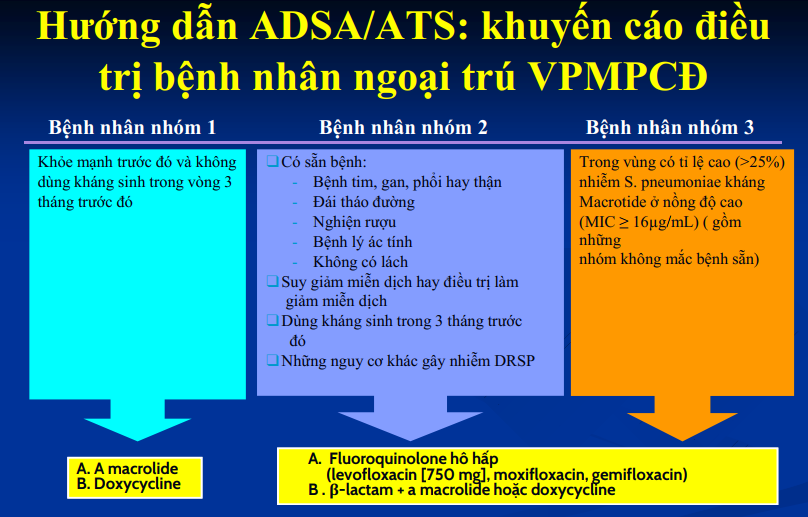 Hướng dẫn ADSA/ATS: khuyến cáo điều
trị bệnh nhân ngoại trú VPMPCĐ
Bệnh nhân nhóm 1
Khỏe mạnh trước đó và không
dùng kháng sinh trong vòng 3
tháng trước đó
A. A macrolide
B. Doxycycline
Bệnh nhân nhóm 2
Có sẵn bệnh:
- Bệnh tim, gan, phổi hay thận
- Đái tháo đường
- Nghiện rượu
- Bệnh lý ác tính
- Không có lách
Suy giảm miễn dịch hay điều trị làm
giảm miễn dịch
Dùng kháng sinh trong 3 tháng trước
đó
Những nguy cơ khác gây nhiễm DRSP
Bệnh nhân nhóm 3
Trong vùng có tỉ lệ cao (>25%)
nhiễm S. pneumoniae kháng
Macrotide ở nồng độ cao
(MIC ≥ 16µg/mL) ( gồm
những
nhóm không mắc bệnh sẵn)
A. Fluoroquinolone hô hấp
(levofloxacin [750 mg], moxifloxacin, gemifloxacin)
B . β-lactam + a macrolide hoặc doxycycline